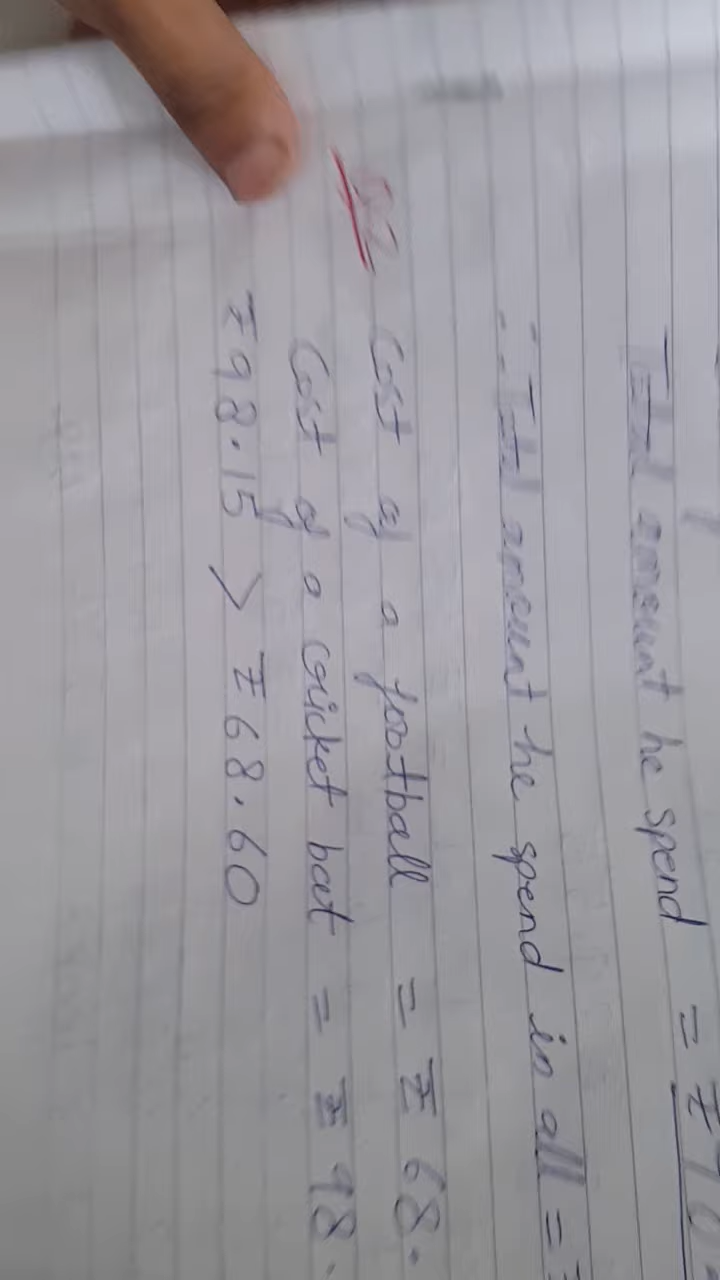 Total amount he spend = ₹
∴ Total amount he spend in all =
Cost of a football = ₹ 68.
Cost of a cricket bat = ₹ 98.
₹ 98.15 > ₹ 68.60